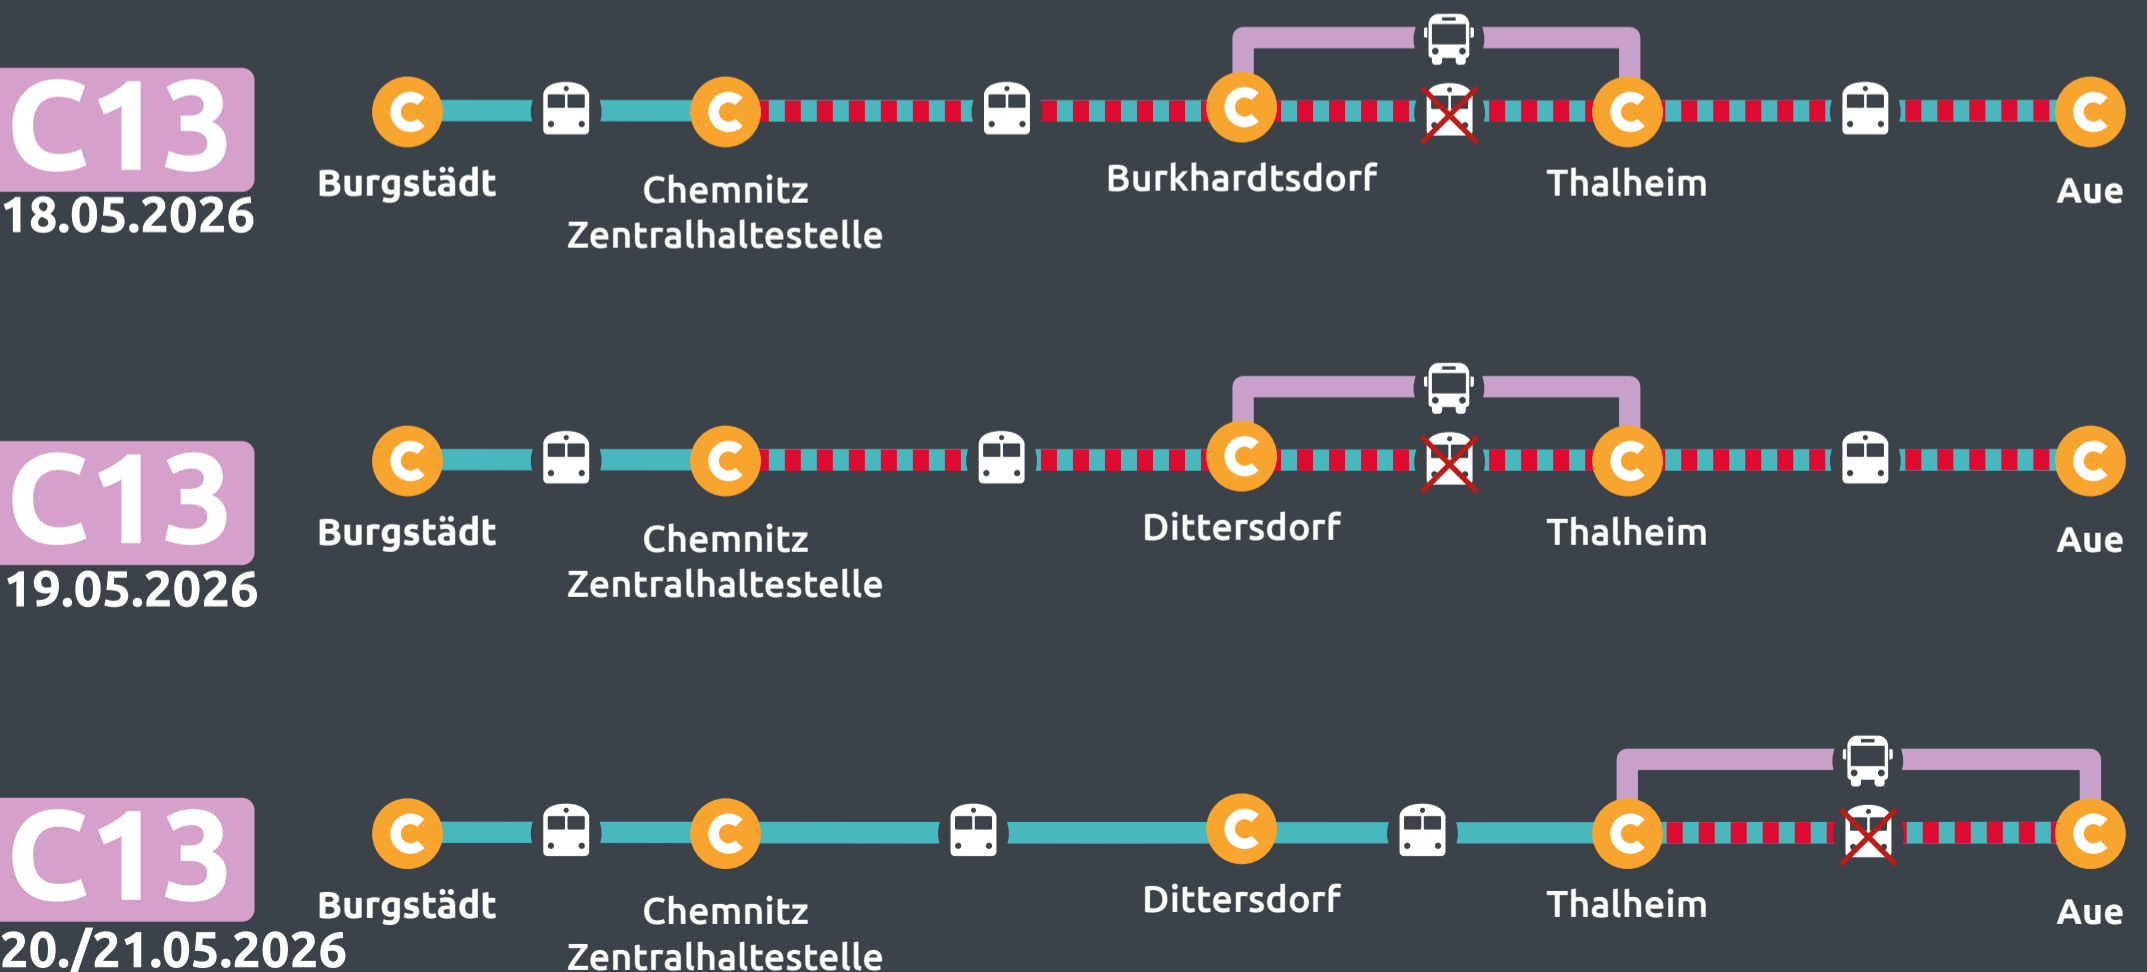 C13
18.05.2026
Burgstädt
Chemnitz
Zentralhaltestelle
Burkhardtsdorf
Thalheim
Aue
C13
19.05.2026
Burgstädt
Chemnitz
Zentralhaltestelle
Dittersdorf
Thalheim
Aue
C13
20./21.05.2026
Burgstädt
Chemnitz
Zentralhaltestelle
Dittersdorf
Thalheim
Aue